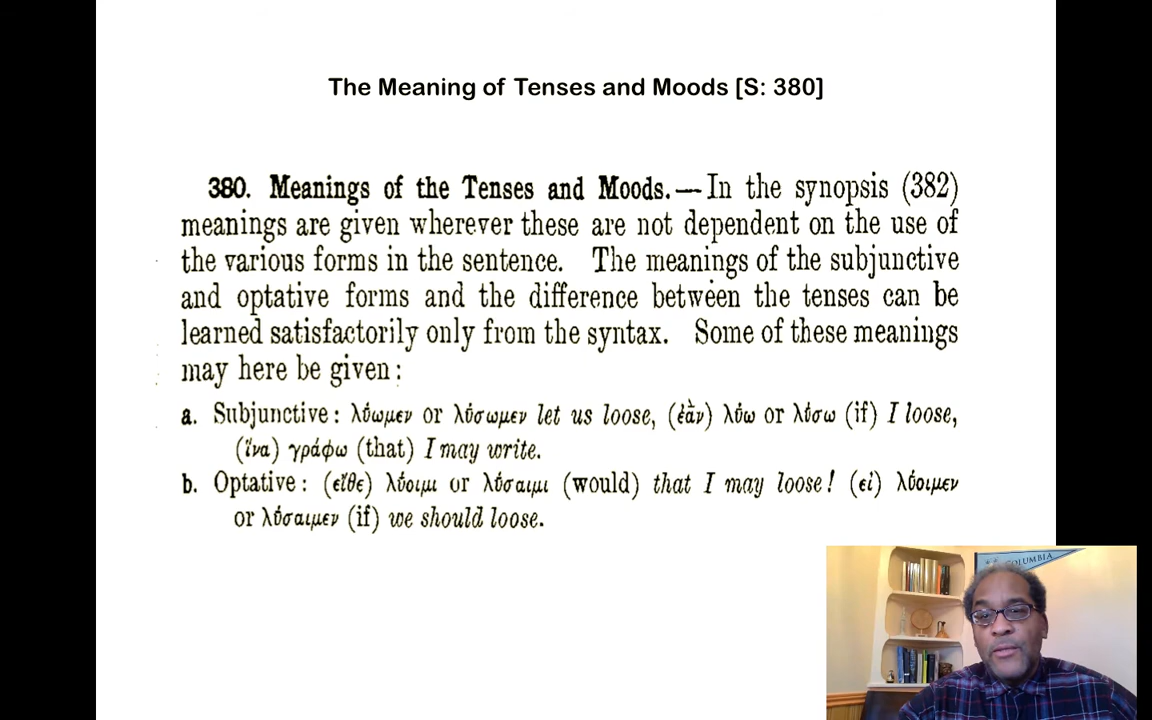 The Meaning of Tenses and Moods [S: 380]
380. Meanings of the Tenses and Moods.—In the synopsis (382)
meanings are given wherever these are not dependent on the use of
the various forms in the sentence. The meanings of the subjunctive
and optative forms and the difference between the tenses can be
learned satisfactorily only from the syntax. Some of these meanings
may here be given:
a. Subjunctive: λύωμεν or λύσωμεν let us loose, (ἐὰν) λύω or λύσω (if) I loose,
(ἵνα) γράφω (that) I may write.
b. Optative: (εἴθε) λύοιμι or λύσαιμι (would) that I may loose! (εἰ) λύοιμεν
or λύσαιμεν (if) we should loose.
COLUMBIA